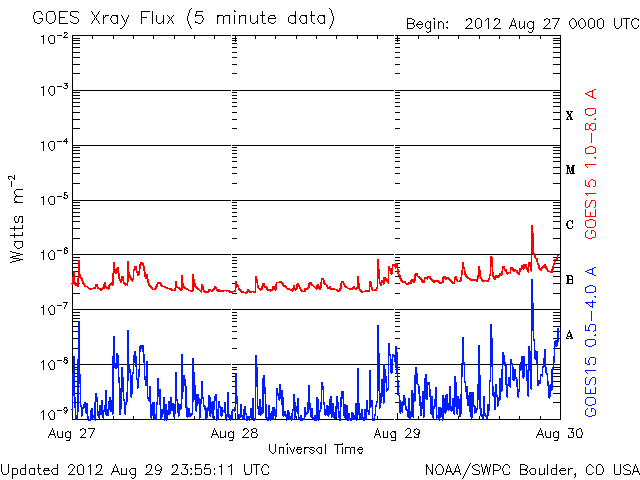 GOES Xray Flux (5 minute data)
Begin: 2012 Aug 27 0000 UTC
10⁻²
10⁻³
10⁻⁴
10⁻⁵
10⁻⁶
10⁻⁷
10⁻⁸
10⁻⁹
Watts m⁻²
X
M
C
B
A
GOES15 1.0-8.0 A
GOES15 0.5-4.0 A
Aug 27 Aug 28 Aug 29 Aug 30
Universal Time
Updated 2012 Aug 29 23:55:11 UTC
NOAA/SWPC Boulder, CO USA